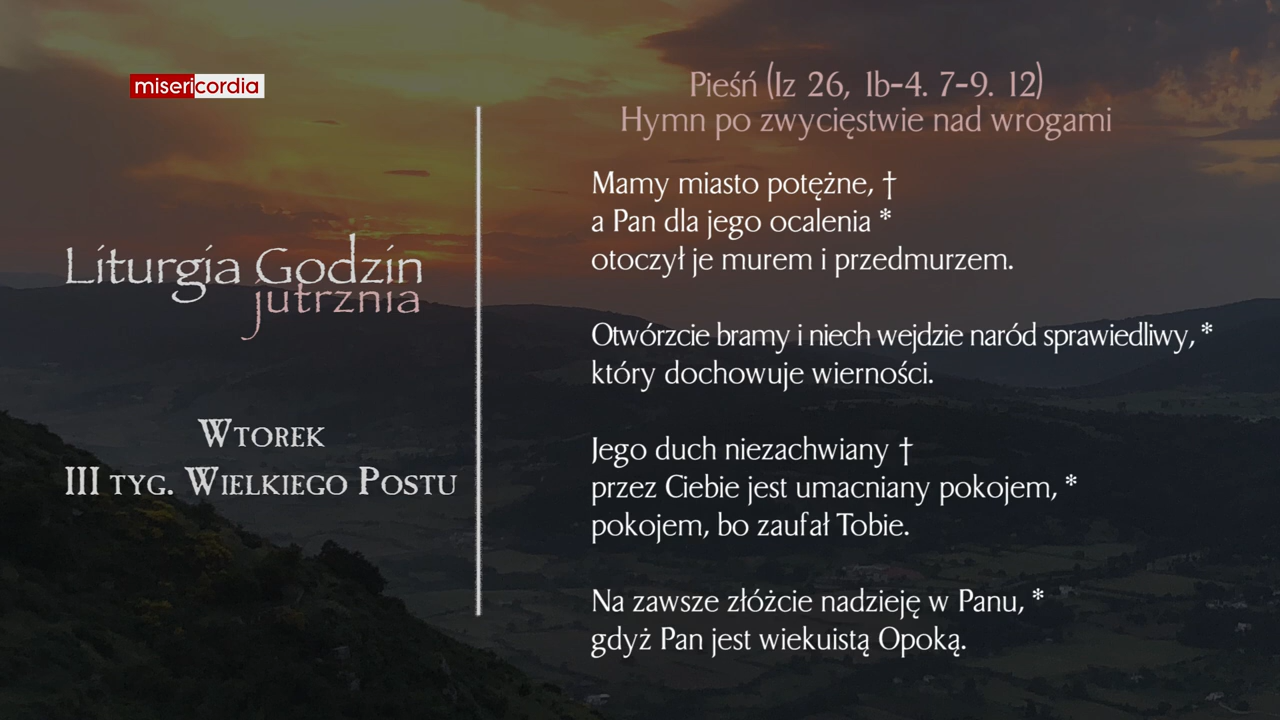 misericordia
Liturgia Godzin
jutrznia
Wtorek
III tyg. Wielkiego Postu
Pieśń (Iz 26, 1b-4. 7-9. 12)
Hymn po zwycięstwie nad wrogami
Mamy miasto potężne, †
a Pan dla jego ocalenia *
otoczył je murem i przedmurzem.
Otwórzcie bramy i niech wejdzie naród sprawiedliwy, *
który dochowuje wierności.
Jego duch niezachwiany †
przez Ciebie jest umacniany pokojem, *
pokojem, bo zaufał Tobie.
Na zawsze złóżcie nadzieję w Panu, *
gdyż Pan jest wiekuistą Opoką.